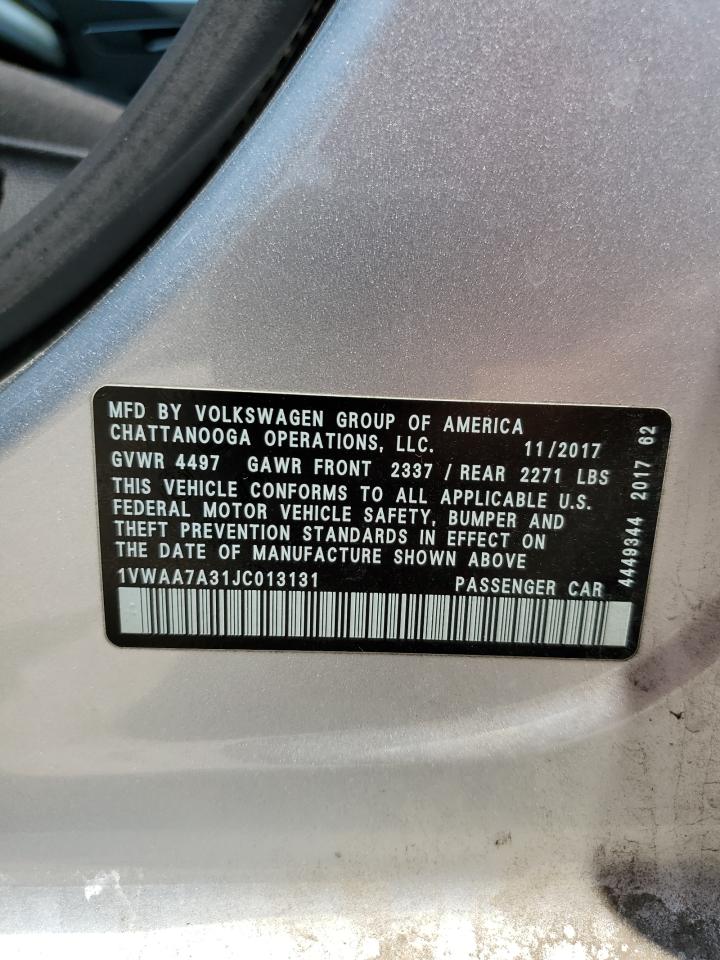 MFD BY VOLKSWAGEN GROUP OF AMERICA
CHATTANOOGA OPERATIONS, LLC. 11/2017
GVWR 4497 GAWR FRONT 2337 / REAR 2271 LBS
THIS VEHICLE CONFORMS TO ALL APPLICABLE U.S.
FEDERAL MOTOR VEHICLE SAFETY, BUMPER AND
THEFT PREVENTION STANDARDS IN EFFECT ON
THE DATE OF MANUFACTURE SHOWN ABOVE
1VWAA7A31JC013131 PASSENGER CAR
4449344 2017 62